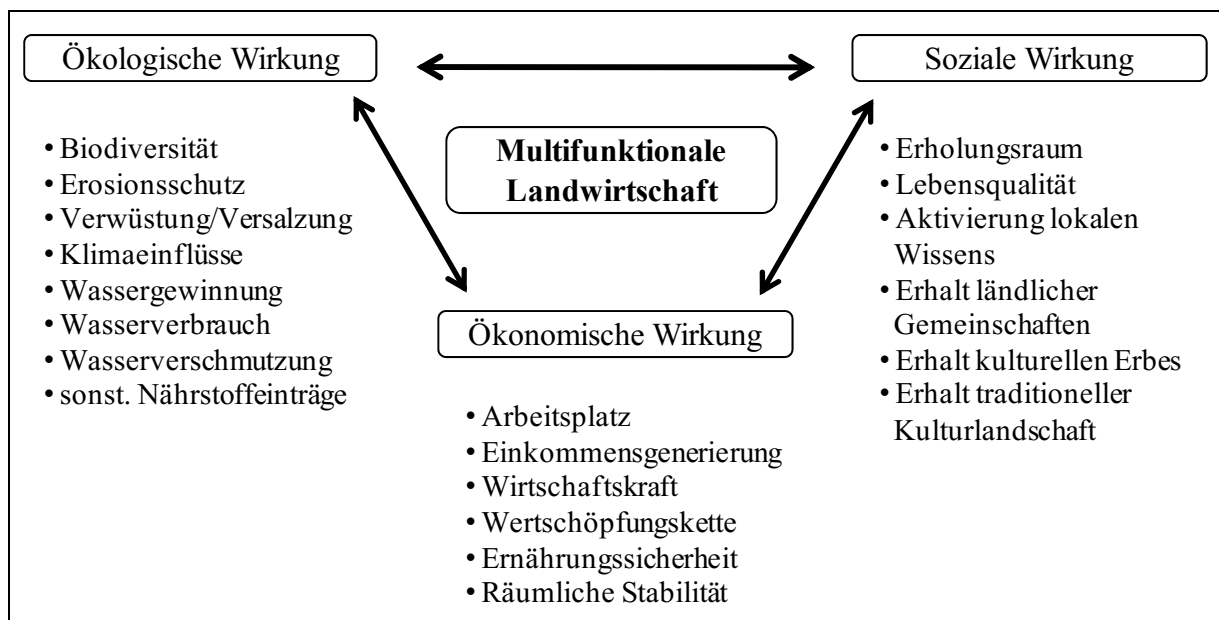 Ökologische Wirkung
Soziale Wirkung
Multifunktionale
Landwirtschaft
• Biodiversität
• Erosionsschutz
• Verwüstung/Versalzung
• Klimaeinflüsse
• Wassergewinnung
• Wasserverbrauch
• Wasserverschmutzung
• sonst. Nährstoffeinträge
Ökonomische Wirkung
• Arbeitsplatz
• Einkommensgenerierung
• Wirtschaftskraft
• Wertschöpfungskette
• Ernährungssicherheit
• Räumliche Stabilität
• Erholungsraum
• Lebensqualität
• Aktivierung lokalen
Wissens
• Erhalt ländlicher
Gemeinschaften
• Erhalt kulturellen Erbes
• Erhalt traditioneller
Kulturlandschaft